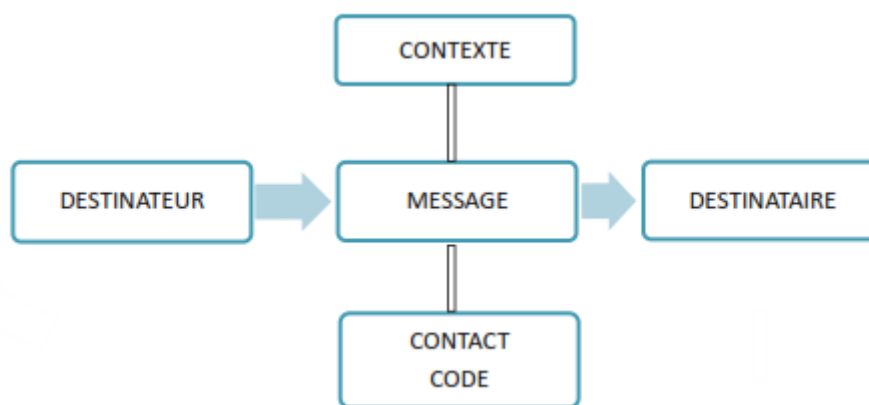 CONTEXTE
DESTINATEUR
MESSAGE
DESTINATAIRE
CONTACT
CODE